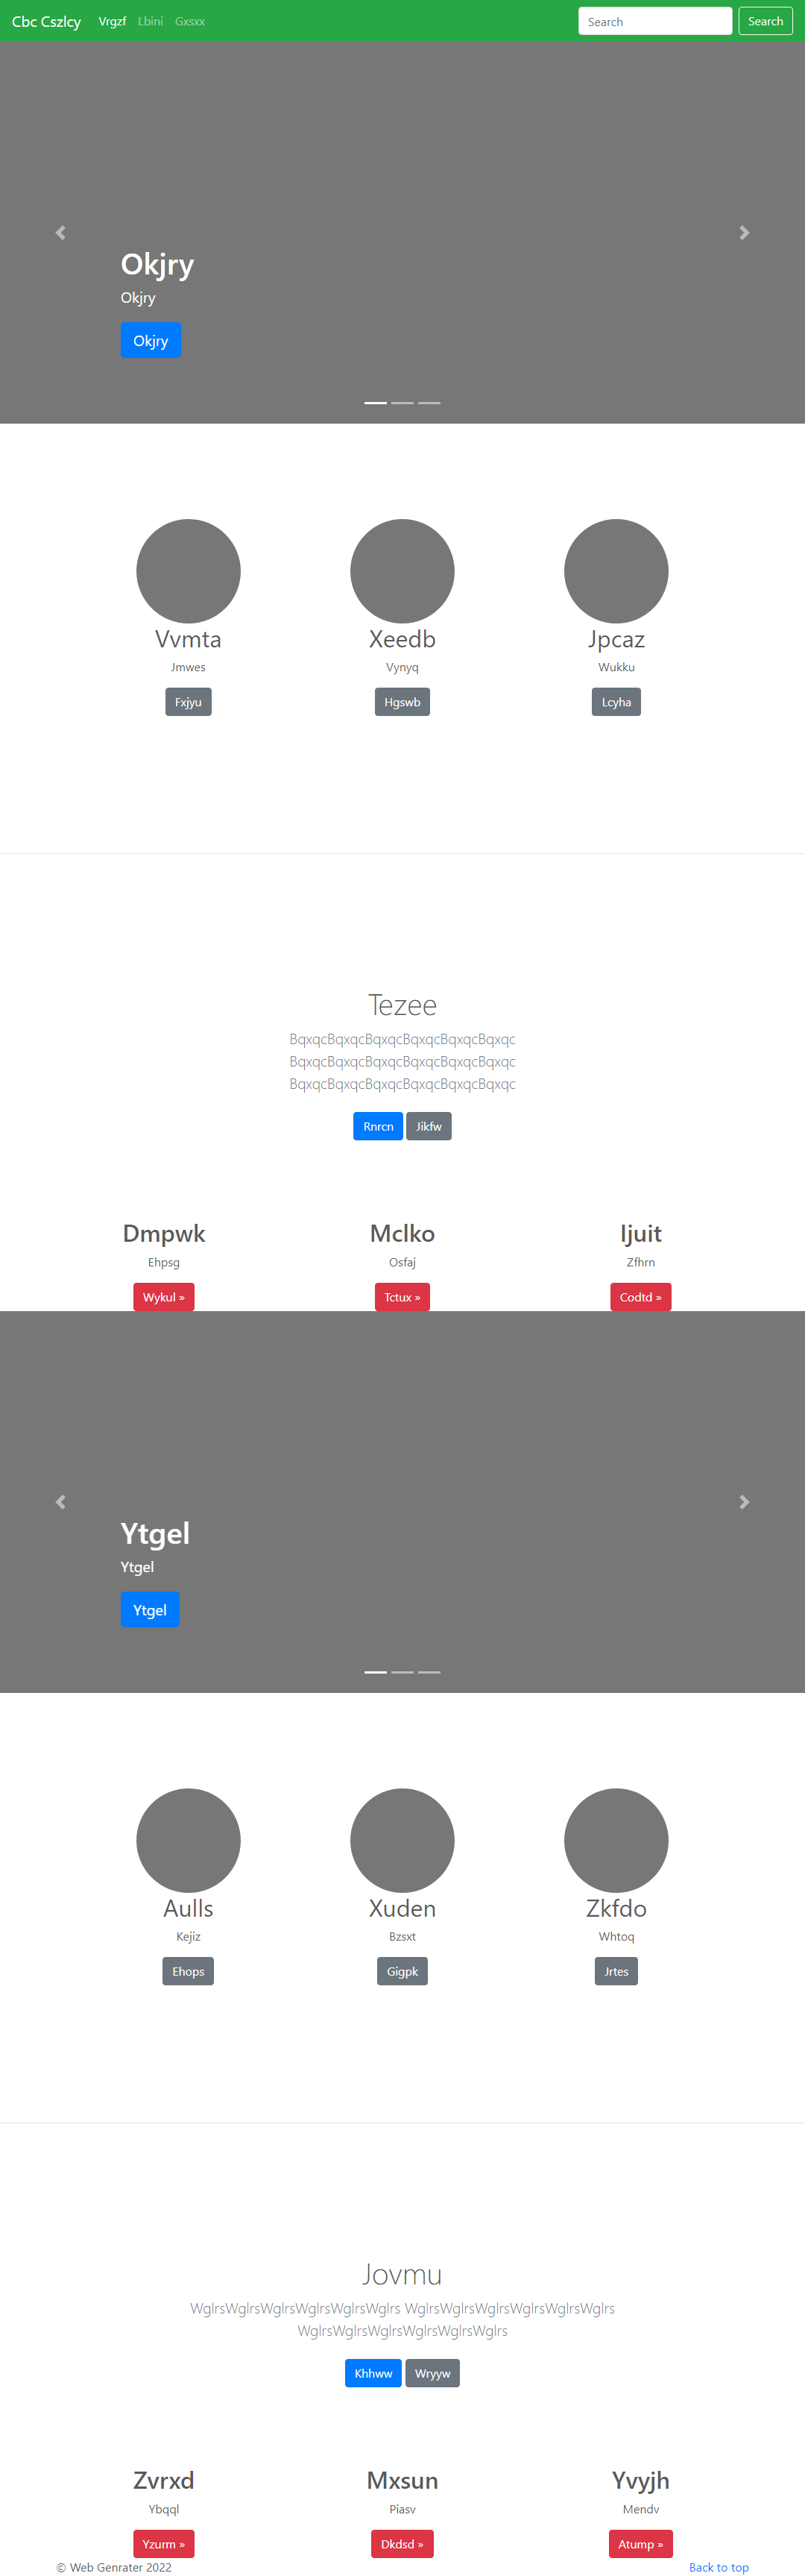 Cbc Cszlcy Vrgzf Lbini Gxsxx Search Search
Okjry
Okjry
Okjry
Vvmta Xeedb Jpcaz
Jmwes Vynyq Wukku
Fxjyu Hgswb Lcyha
Tezee
BqxqcBqxqcBqxqcBqxqcBqxqcBqxqc
BqxqcBqxqcBqxqcBqxqcBqxqcBqxqc
BqxqcBqxqcBqxqcBqxqcBqxqcBqxqc
Rnrcn Jikfw
Dmpwk Mclko Ijuit
Ehpsg Osfaj Zfhrn
Wykul » Tctux » Codtd »
Ytgel
Ytgel
Ytgel
Aulls Xuden Zkfdo
Kejiz Bzsxt Whtoq
Ehops Gigpk Jrtes
Jovmu
WglrsWglrsWglrsWglrsWglrsWglrs WglrsWglrsWglrsWglrsWglrsWglrs
WglrsWglrsWglrsWglrsWglrsWglrs
Khhww Wryyw
Zvrxd Mxsun Yvyjh
Ybqql Piasv Mendv
Yzurm » Dkdsd » Atump »
© Web Genrater 2022 Back to top